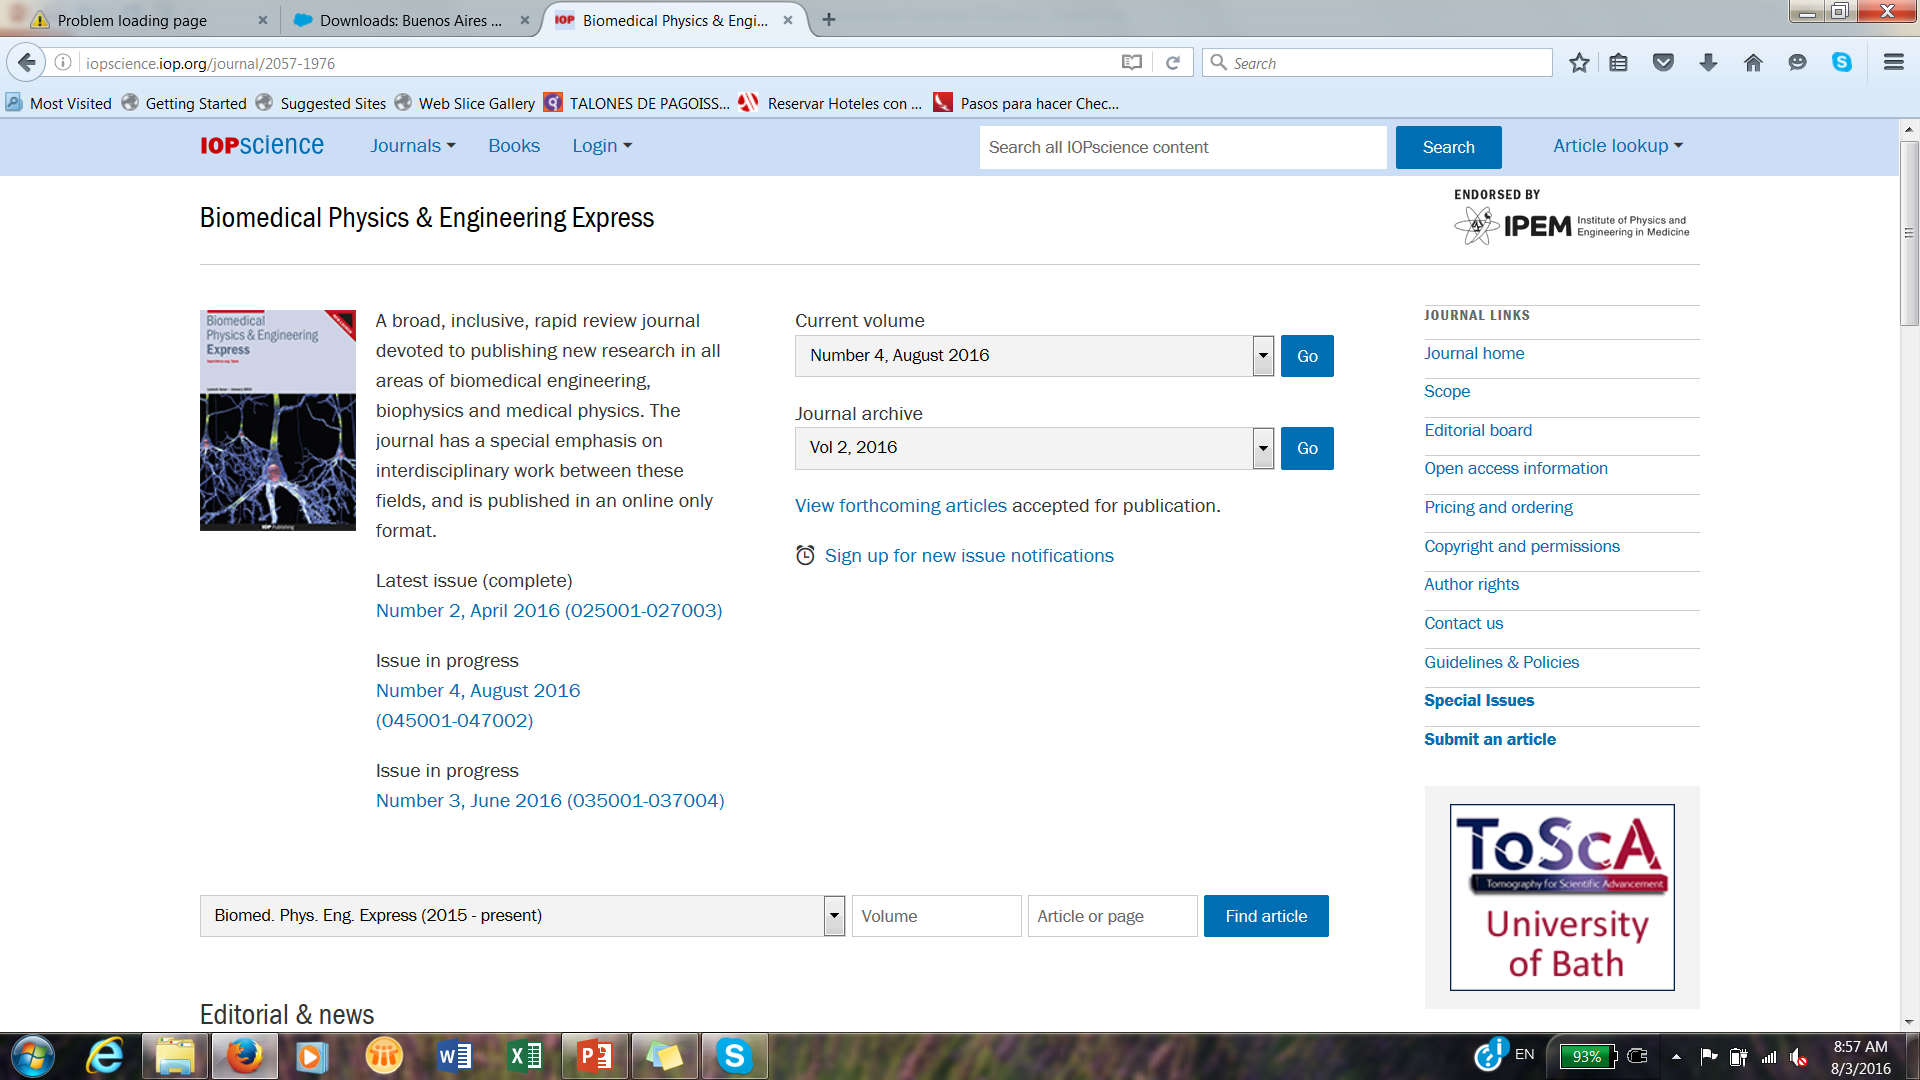 Problem loading page
Downloads: Buenos Aires ...
IOP Biomedical Physics & Engi...
iopscience.iop.org/journal/2057-1976
Search
Most Visited
Getting Started
Suggested Sites
Web Slice Gallery
TALONES DE PAGOISS...
Reservar Hoteles con ...
Pasos para hacer Chec...
IOPscience
Journals
Books
Login
Search all IOPscience content
Search
Article lookup
Biomedical Physics & Engineering Express
ENDORSED BY
IPEM
Institute of Physics and
Engineering in Medicine
Biomedical
Physics & Engineering
Express
IOP Publishing
A broad, inclusive, rapid review journal
devoted to publishing new research in all
areas of biomedical engineering,
biophysics and medical physics. The
journal has a special emphasis on
interdisciplinary work between these
fields, and is published in an online only
format.
Latest issue (complete)
Number 2, April 2016 (025001-027003)
Issue in progress
Number 4, August 2016
(045001-047002)
Issue in progress
Number 3, June 2016 (035001-037004)
Current volume
Number 4, August 2016
Go
Journal archive
Vol 2, 2016
Go
View forthcoming articles accepted for publication.
Sign up for new issue notifications
JOURNAL LINKS
Journal home
Scope
Editorial board
Open access information
Pricing and ordering
Copyright and permissions
Author rights
Contact us
Guidelines & Policies
Special Issues
Submit an article
ToScA
Tomography for Scientific Advancement
University
of Bath
Biomed. Phys. Eng. Express (2015 - present)
Volume
Article or page
Find article
Editorial & news
EN
93%
8:57 AM
8/3/2016